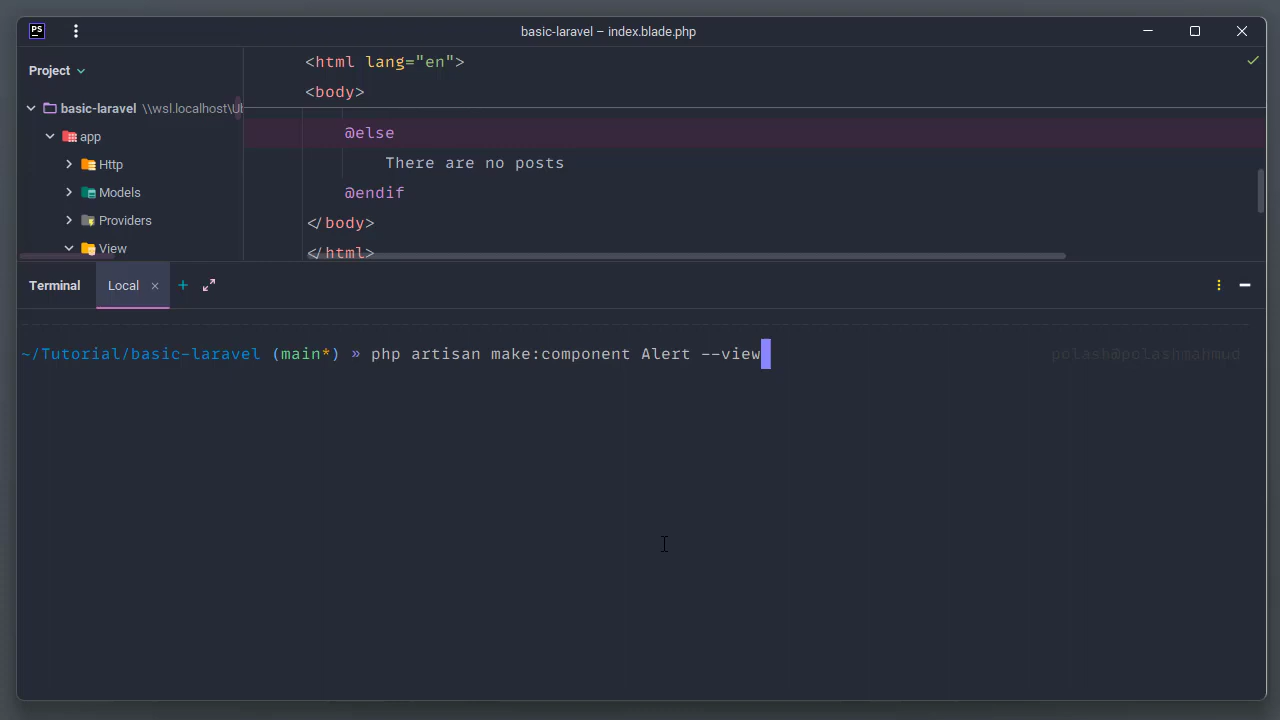 PS
basic-laravel – index.blade.php
Project
basic-laravel \\wsl.localhost\Ub
app
Http
Models
Providers
View
<html lang="en">
<body>
@else
There are no posts
@endif
</body>
</html>
Terminal
Local
~/Tutorial/basic-laravel (main*) » php artisan make:component Alert --view
polash@polashmahmud